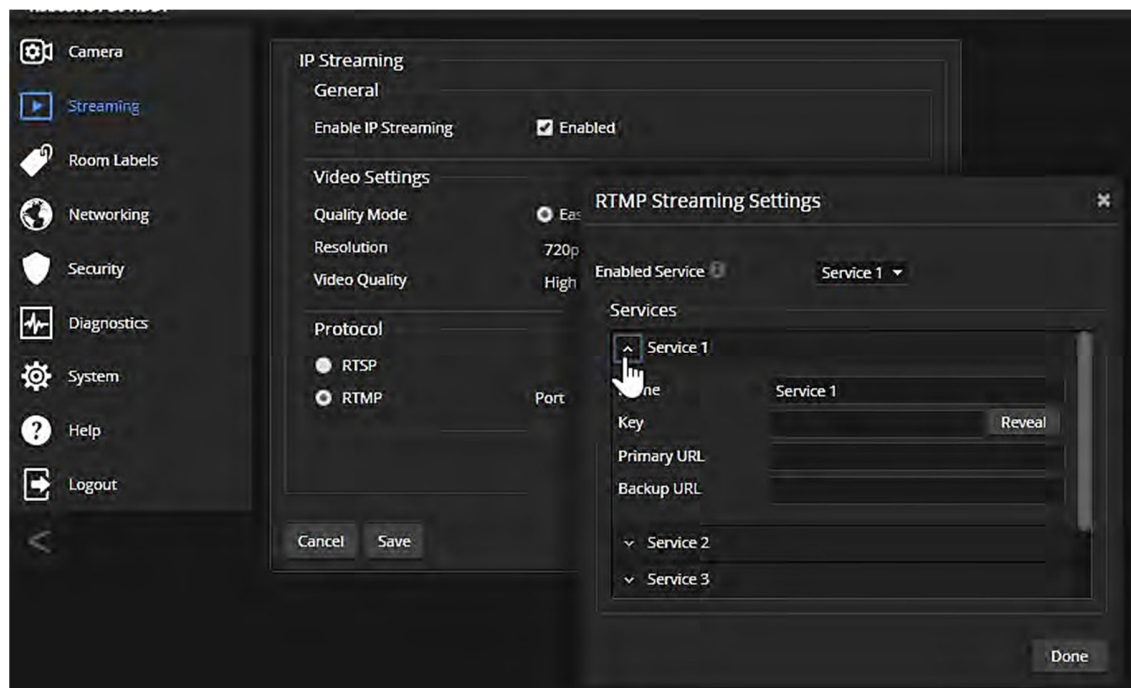 Camera
Streaming
Room Labels
Networking
Security
Diagnostics
System
Help
Logout
IP Streaming
General
Enable IP Streaming
Enabled
Video Settings
Quality Mode
Resolution
720p
Video Quality
High
Protocol
RTSP
RTMP
Port
Cancel
Save
RTMP Streaming Settings
Enabled Service
Service 1
Services
Service 1
Service 1
Key
Reveal
Primary URL
Backup URL
Service 2
Service 3
Done